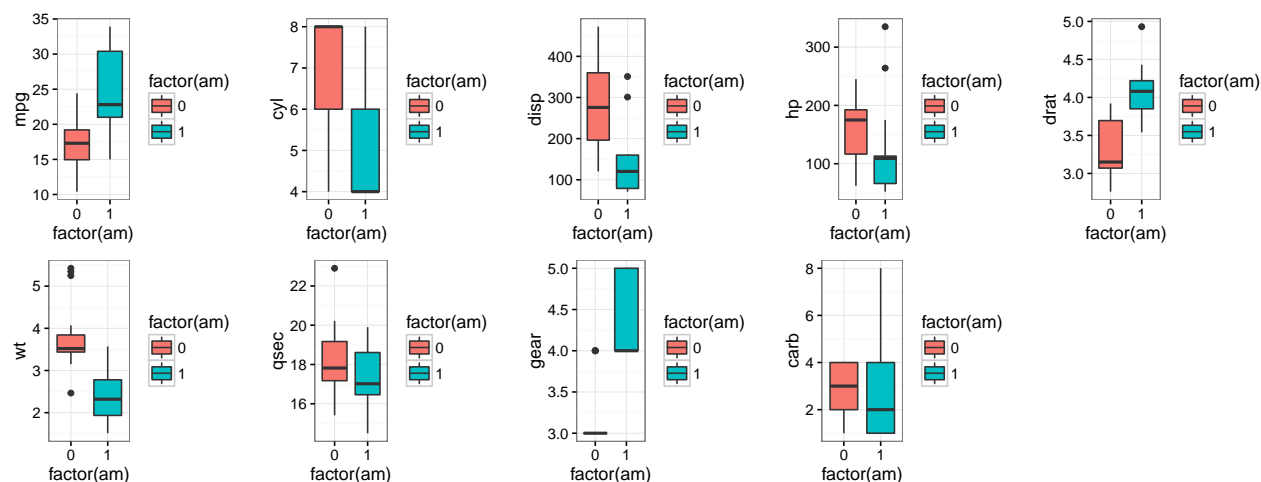 mpg
35
30
25
20
15
10
0 1
factor(am)
factor(am)
0
1
cyl
8
7
6
5
4
0 1
factor(am)
factor(am)
0
1
disp
400
300
200
100
0 1
factor(am)
factor(am)
0
1
hp
300
200
100
0 1
factor(am)
factor(am)
0
1
drat
5.0
4.5
4.0
3.5
3.0
0 1
factor(am)
factor(am)
0
1
wt
5
4
3
2
0 1
factor(am)
factor(am)
0
1
qsec
22
20
18
16
0 1
factor(am)
factor(am)
0
1
gear
5.0
4.5
4.0
3.5
3.0
0 1
factor(am)
factor(am)
0
1
carb
8
6
4
2
0 1
factor(am)
factor(am)
0
1